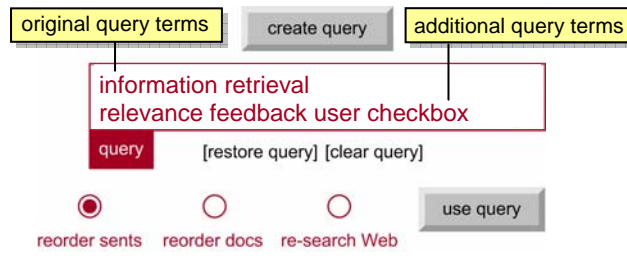 original query terms
create query
additional query terms
information retrieval
relevance feedback user checkbox
query
[restore query] [clear query]
use query
reorder sents
reorder docs
re-search Web